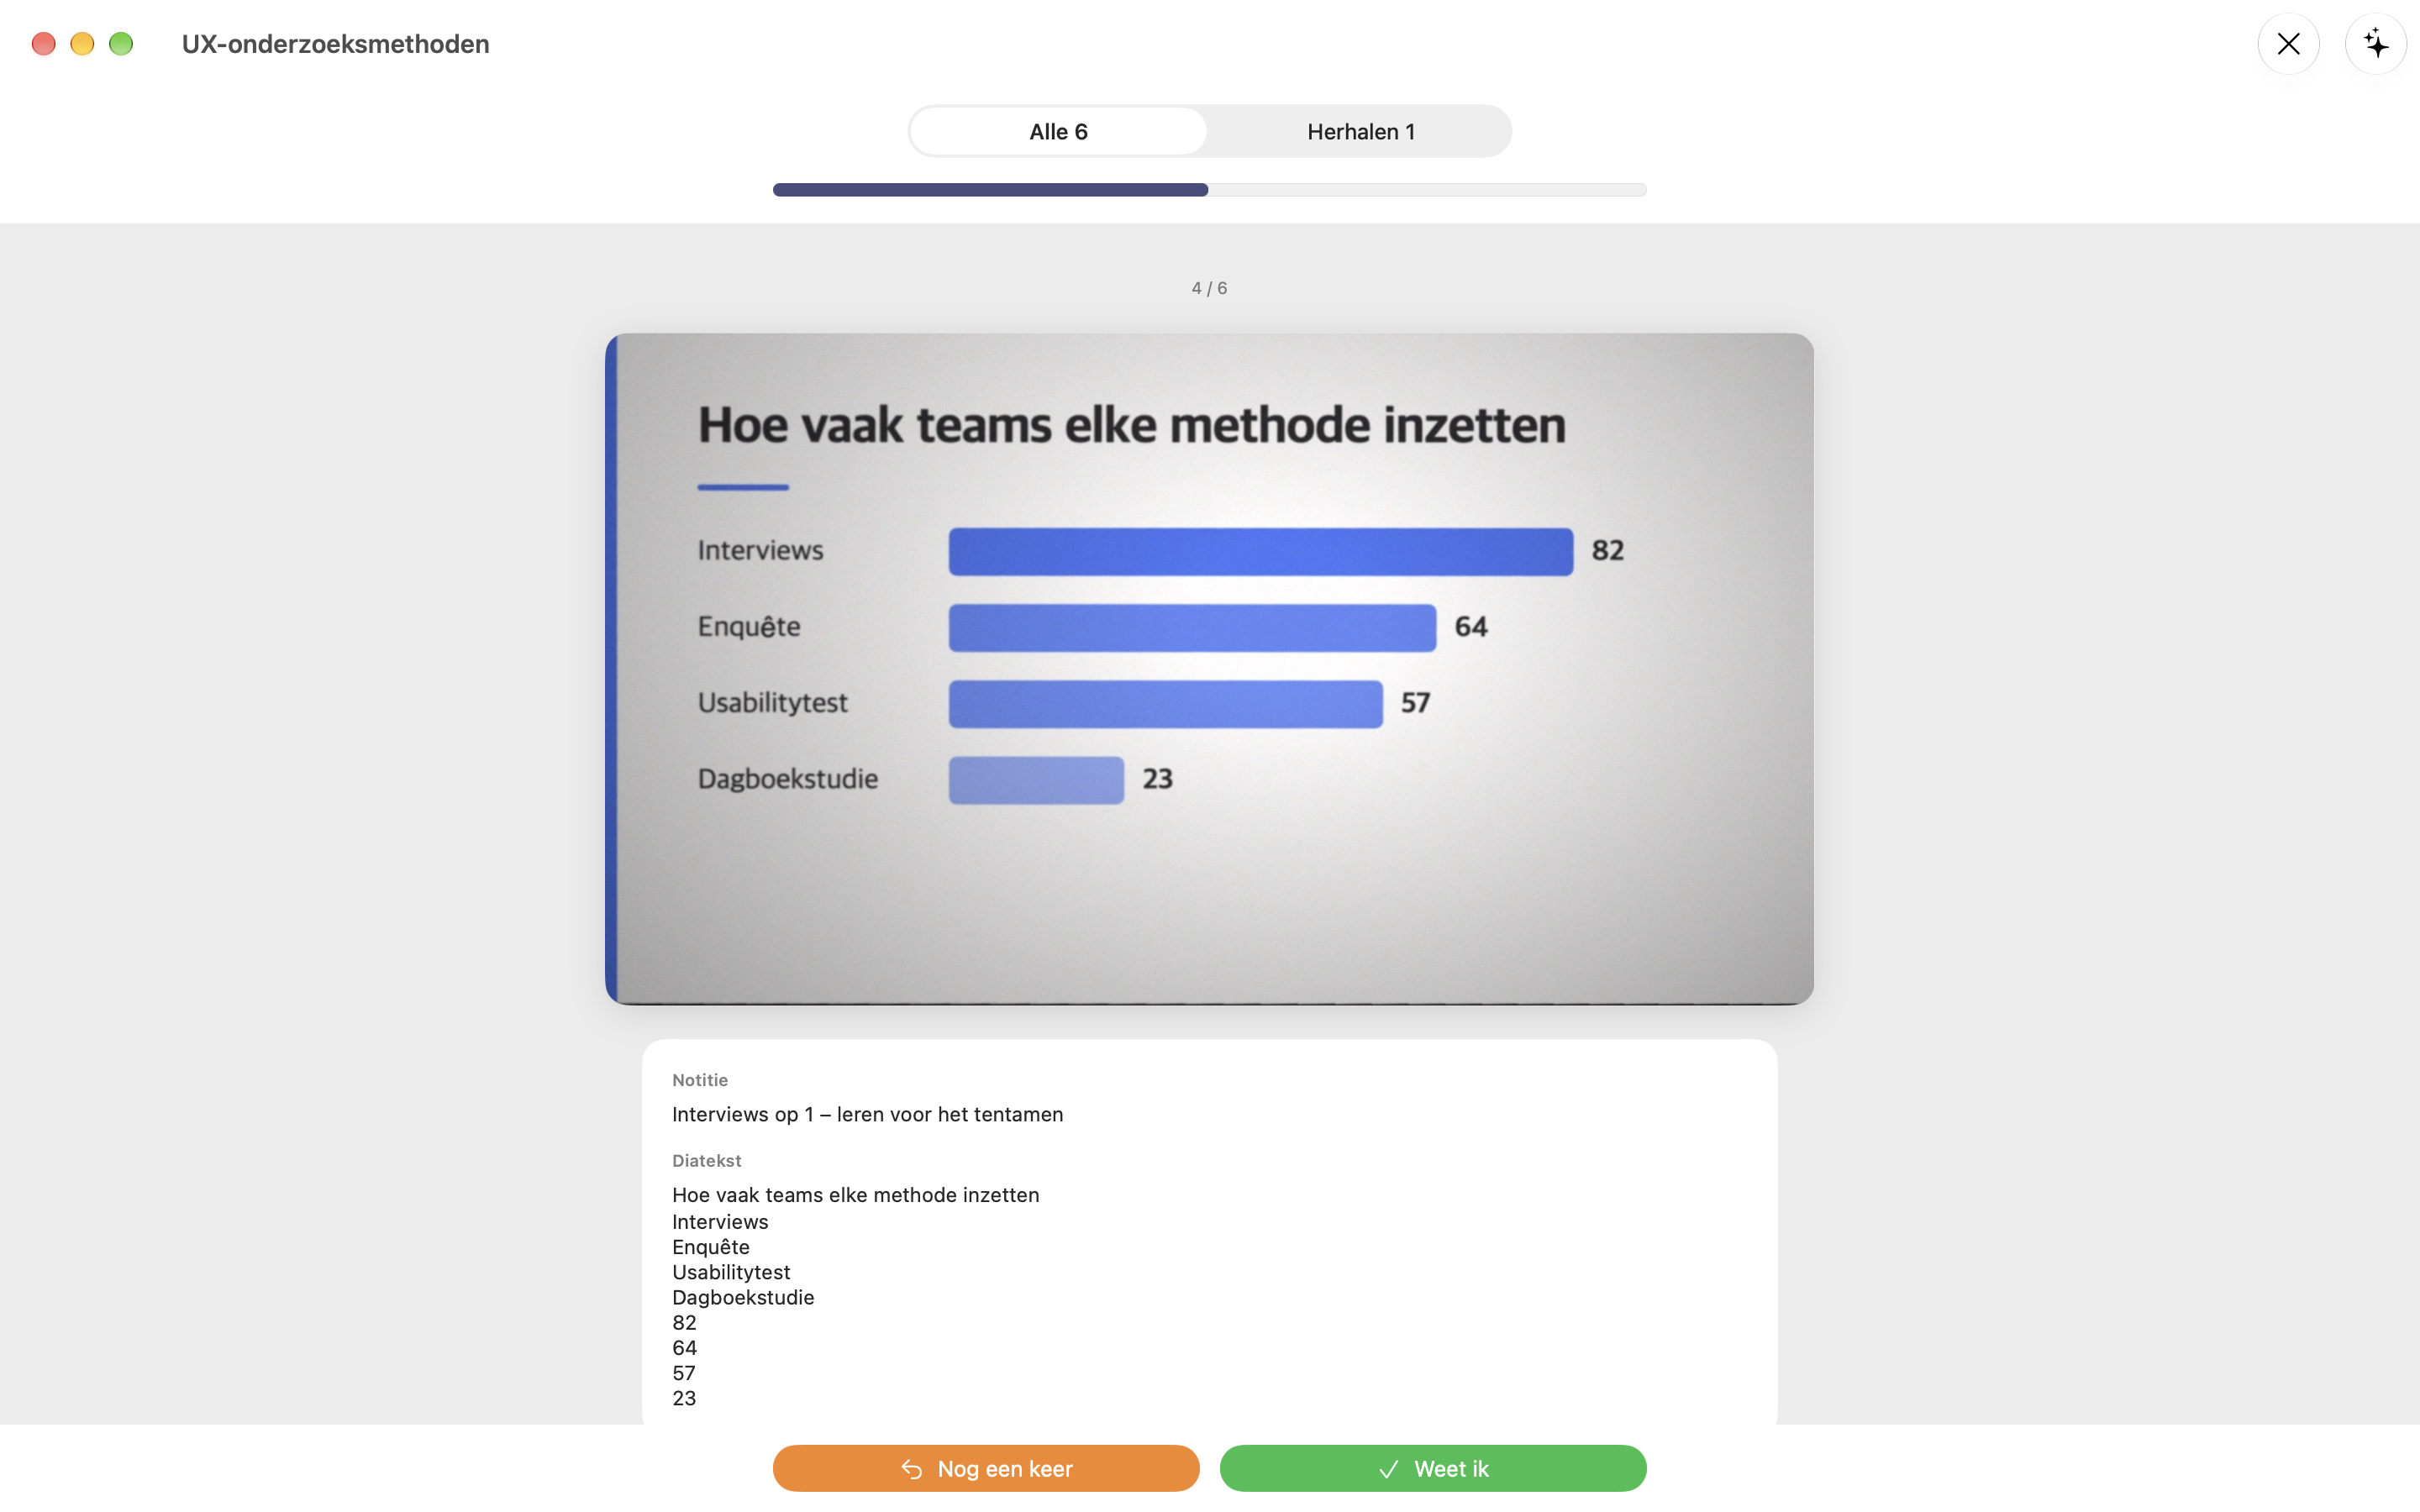 UX-onderzoeksmethoden
Alle 6
Herhalen 1
4 / 6
Hoe vaak teams elke methode inzetten
Interviews 82
Enquête 64
Usabilitytest 57
Dagboekstudie 23
Notitie
Interviews op 1 – leren voor het tentamen
Diatekst
Hoe vaak teams elke methode inzetten
Interviews
Enquête
Usabilitytest
Dagboekstudie
82
64
57
23
Nog een keer
Weet ik